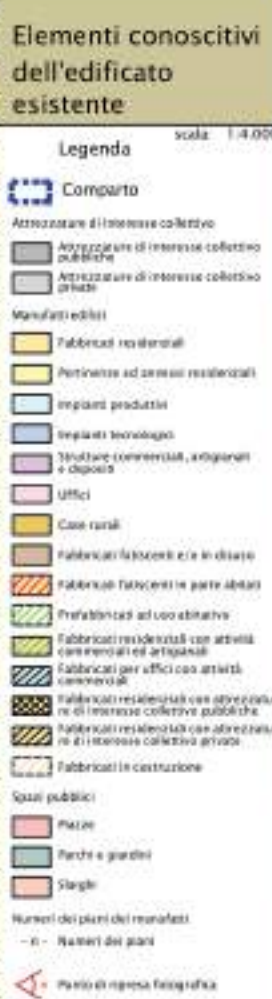 Elementi conoscitivi
dell'edificato
esistente
scala 1:4.000
Legenda
Comparto
Attrezzature di interesse collettivo
Attrezzature di interesse collettivo
pubbliche
Attrezzature di interesse collettivo
private
Manufatti edilizi
Fabbricati residenziali
Pertinenze ed annessi residenziali
Impianti produttivi
Impianti tecnologici
Strutture commerciali, artigianali
e depositi
Uffici
Case rurali
Fabbricati fatiscenti e/o in disuso
Fabbricati fatiscenti in parte abitati
Prefabbricati ad uso abitativo
Fabbricati residenziali con attività
commerciali ed artigianali
Fabbricati per uffici con attività
commerciali
Fabbricati residenziali con attrezzatu
re di interesse collettivo pubbliche
Fabbricati residenziali con attrezzatu
re di interesse collettivo private
Fabbricati in costruzione
Spazi pubblici
Piazze
Parchi e giardini
Slarghi
Numeri dei piani dei manufatti
- n - Numeri dei piani
Punto di ripresa fotografica